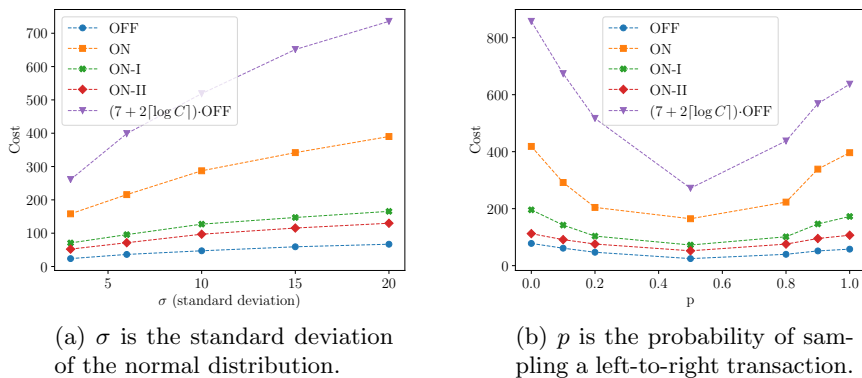 OFF
ON
ON-I
ON-II
(7 + 2⌈log C⌉)·OFF
Cost
700
600
500
400
300
200
100
0
5
10
15
20
σ (standard deviation)
(a) σ is the standard deviation
of the normal distribution.
OFF
ON
ON-I
ON-II
(7 + 2⌈log C⌉)·OFF
Cost
800
600
400
200
0
0.0
0.2
0.4
0.6
0.8
1.0
p
(b) p is the probability of sam-
pling a left-to-right transaction.